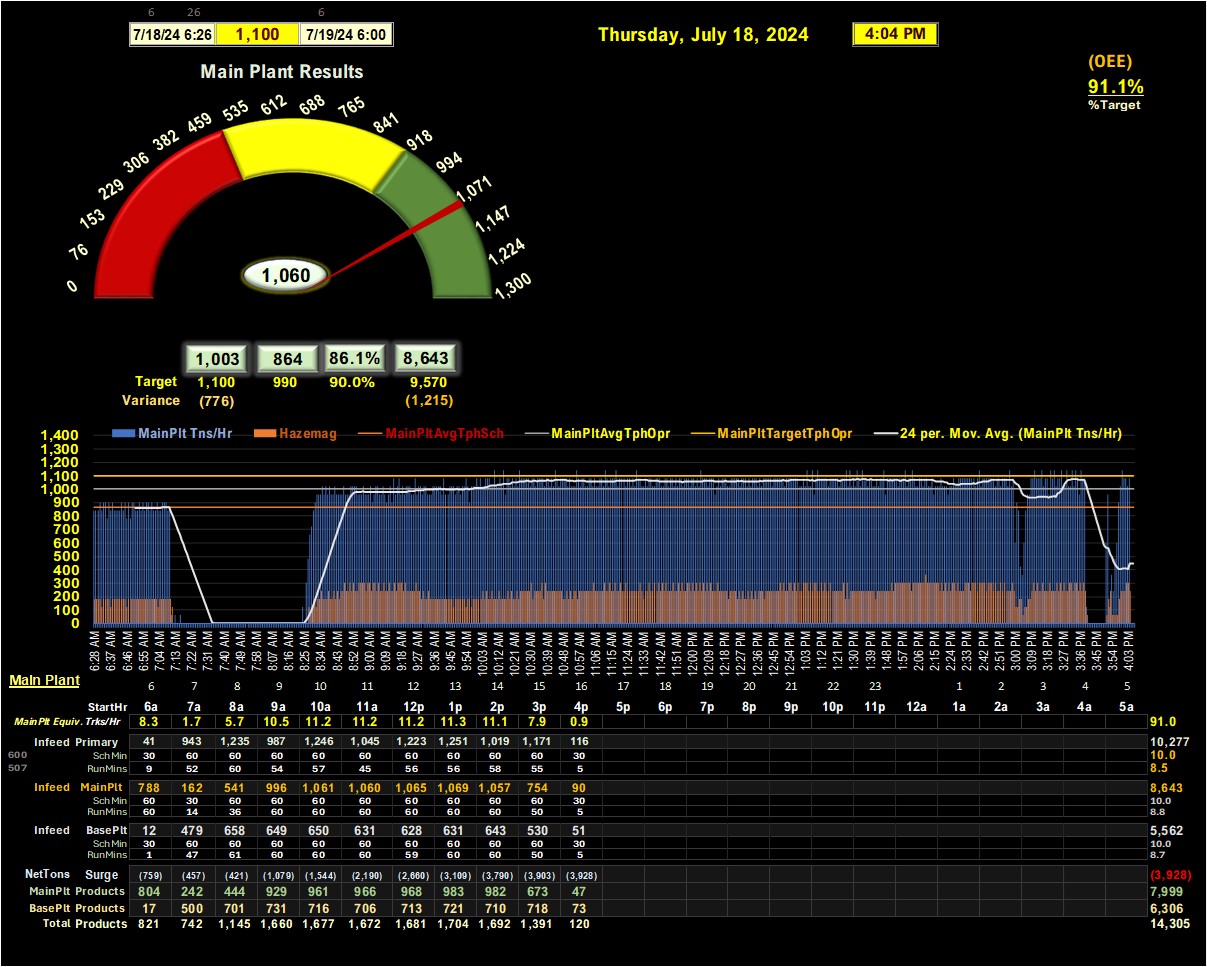 6 26 6
7/18/24 6:26 1,100 7/19/24 6:00 Thursday, July 18, 2024 4:04 PM
(OEE)
91.1%
%Target
Main Plant Results
0 76 153 229 306 382 459 535 612 688 765 841 918 994 1,071 1,147 1,224 1,300
1,060
1,003 864 86.1% 8,643
Target 1,100 990 90.0% 9,570
Variance (776) (1,215)
MainPlt Tns/Hr Hazemag MainPltAvgTphSch MainPltAvgTphOpr MainPltTargetTphOpr 24 per. Mov. Avg. (MainPlt Tns/Hr)
1,400
1,300
1,200
1,100
1,000
900
800
700
600
500
400
300
200
100
0
6:28 AM 6:37 AM 6:46 AM 6:55 AM 7:04 AM 7:13 AM 7:22 AM 7:31 AM 7:40 AM 7:49 AM 7:58 AM 8:07 AM 8:16 AM 8:25 AM 8:34 AM 8:43 AM 8:52 AM 9:00 AM 9:09 AM 9:18 AM 9:27 AM 9:36 AM 9:45 AM 9:54 AM 10:03 AM 10:12 AM 10:21 AM 10:30 AM 10:39 AM 10:48 AM 10:57 AM 11:06 AM 11:15 AM 11:24 AM 11:33 AM 11:42 AM 11:51 AM 12:00 PM 12:09 PM 12:18 PM 12:27 PM 12:36 PM 12:45 PM 12:54 PM 1:03 PM 1:12 PM 1:21 PM 1:30 PM 1:39 PM 1:48 PM 1:57 PM 2:06 PM 2:15 PM 2:24 PM 2:33 PM 2:42 PM 2:51 PM 3:00 PM 3:09 PM 3:18 PM 3:27 PM 3:36 PM 3:45 PM 3:54 PM 4:03 PM
Main Plant 6 7 8 9 10 11 12 13 14 15 16 17 18 19 20 21 22 23 1 2 3 4 5
StartHr 6a 7a 8a 9a 10a 11a 12p 1p 2p 3p 4p 5p 6p 7p 8p 9p 10p 11p 12a 1a 2a 3a 4a 5a
MainPlt Equiv. Trks/Hr 8.3 1.7 5.7 10.5 11.2 11.2 11.2 11.3 11.1 7.9 0.9 91.0
Infeed Primary 41 943 1,235 987 1,246 1,045 1,223 1,251 1,019 1,171 116 10,277
600 Sch Min 30 60 60 60 60 60 60 60 60 60 30 10.0
507 RunMins 9 52 60 54 57 45 56 56 58 55 5 8.5
Infeed MainPlt 788 162 541 996 1,061 1,060 1,065 1,069 1,057 754 90 8,643
Sch Min 60 30 60 60 60 60 60 60 60 60 30 10.0
RunMins 60 14 36 60 60 60 60 60 60 50 5 8.8
Infeed BasePlt 12 479 658 649 650 631 628 631 643 530 51 5,562
Sch Min 30 60 60 60 60 60 60 60 60 60 30 10.0
RunMins 1 47 61 60 60 60 59 60 60 50 5 8.7
NetTons Surge (759) (457) (421) (1,079) (1,544) (2,190) (2,660) (3,109) (3,790) (3,903) (3,928) (3,928)
MainPlt Products 804 242 444 929 961 966 968 983 982 673 47 7,999
BasePlt Products 17 500 701 731 716 706 713 721 710 718 73 6,306
Total Products 821 742 1,145 1,660 1,677 1,672 1,681 1,704 1,692 1,391 120 14,305